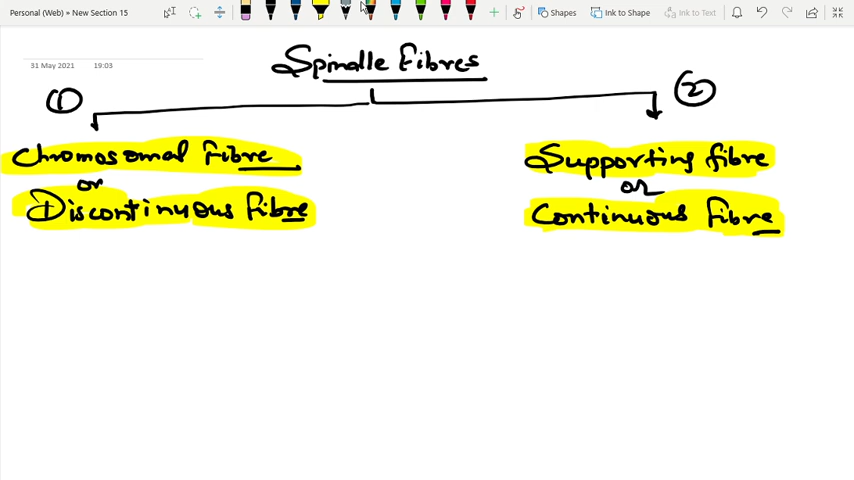 Personal (Web) » New Section 15
Shapes
Ink to Shape
Ink to Text
31 May 2021 19:03
Spindle Fibres
1
2
Chromosomal Fibre
or
Discontinuous Fibre
Supporting fibre
or
Continuous Fibre